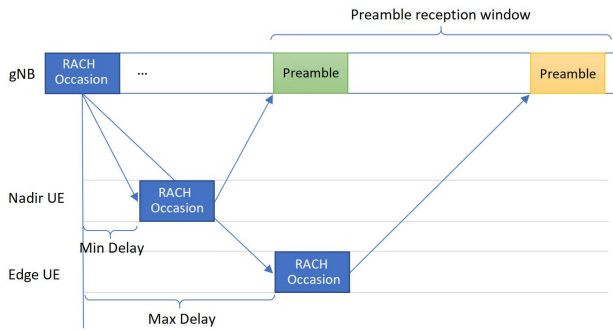 Preamble reception window
gNB
RACH
Occasion
...
Preamble
Preamble
Nadir UE
RACH
Occasion
Min Delay
Edge UE
RACH
Occasion
Max Delay